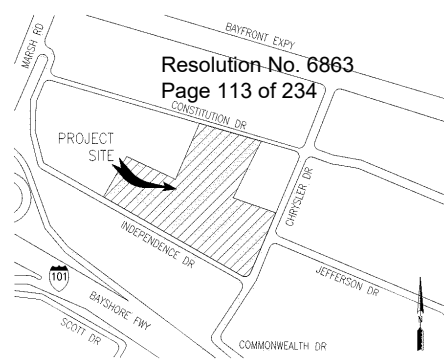 MARSH RD
BAYFRONT EXPY
Resolution No. 6863
Page 113 of 234
CONSTITUTION DR
PROJECT
SITE
CHRYSLER DR
INDEPENDENCE DR
JEFFERSON DR
101
BAYSHORE FWY
SCOTT DR
COMMONWEALTH DR